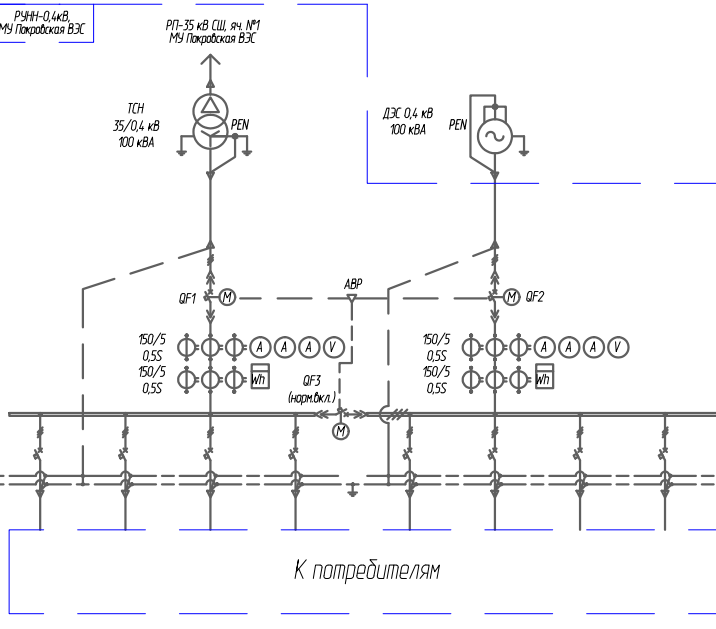 РУНН-0,4кВ,
МУ Покровская ВЭС
РП-35 кВ СШ, яч. №1
МУ Покровская ВЭС
ТСН
35/0,4 кВ
100 кВА
PEN
ДЭС 0,4 кВ
100 кВА
PEN
АВР
QF1
M
M
QF2
150/5
0,5S
A
A
A
V
150/5
0,5S
A
A
A
V
150/5
0,5S
Wh
150/5
0,5S
Wh
QF3
(норм.вкл.)
M
К потребителям